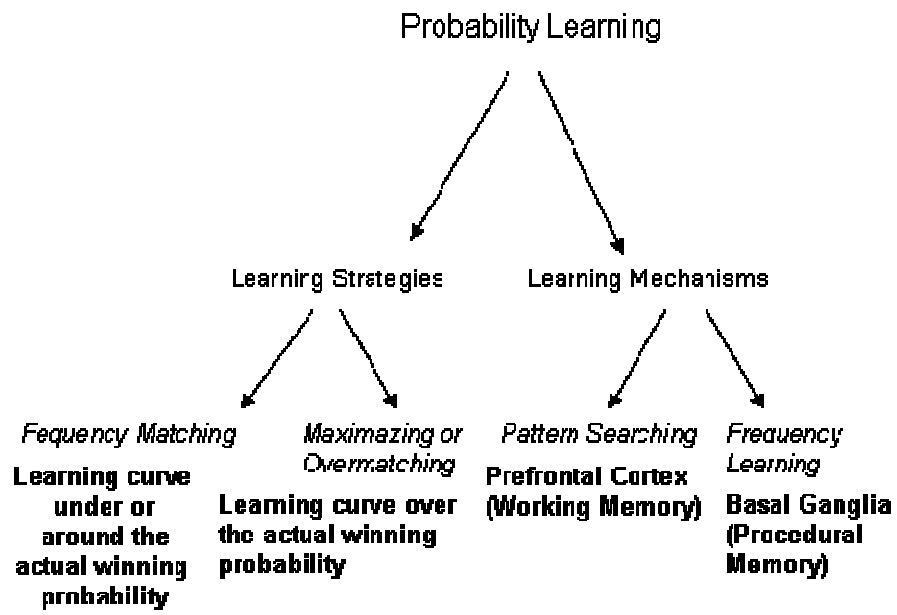 Probability Learning
Learning Strategies
Learning Mechanisms
Fequency Matching
Learning curve
under or
around the
actual winning
probability
Maximazing or
Overmatching
Learning curve over
the actual winning
probability
Pattern Searching
Prefrontal Cortex
(Working Memory)
Frequency
Learning
Basal Ganglia
(Procedural
Memory)